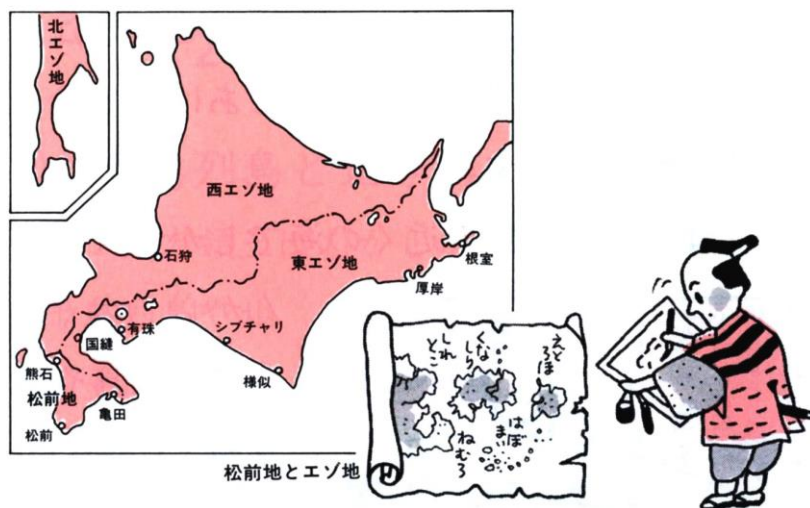 北エゾ地
西エゾ地
東エゾ地
石狩
根室
厚岸
有珠
国縫
シブチャリ
熊石
様似
松前地
亀田
松前
松前地とエゾ地
えとろほ
くなしら
しれとこ
はぼまい
ねむろ